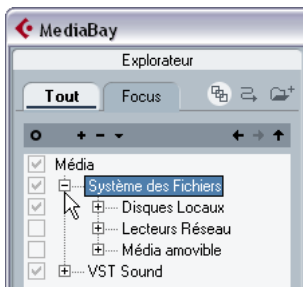 MediaBay
Explorateur
Tout Focus
Média
Système des Fichiers
Disques Locaux
Lecteurs Réseau
Média amovible
VST Sound